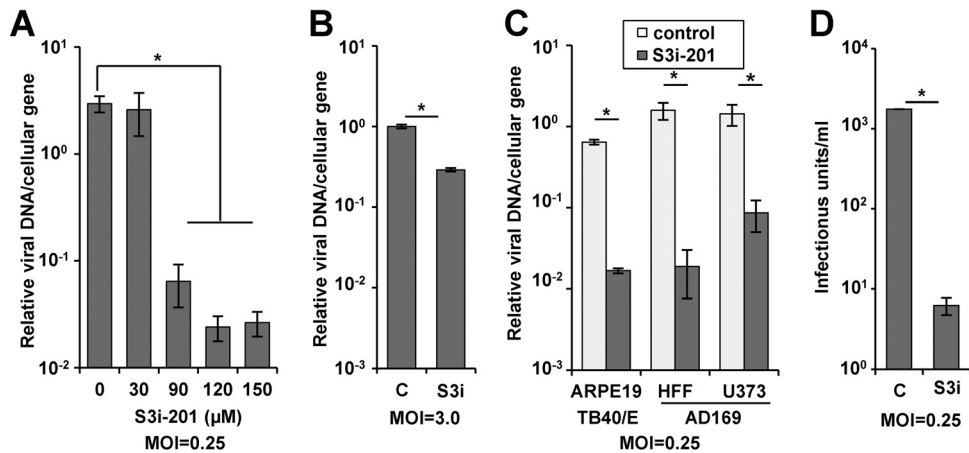 A
Relative viral DNA/cellular gene
10^1
10^0
10^-1
10^-2
*
0 30 90 120 150
S3i-201 (µM)
MOI=0.25
B
Relative viral DNA/cellular gene
10^1
10^0
10^-1
10^-2
10^-3
*
C S3i
MOI=3.0
C
control
S3i-201
Relative viral DNA/cellular gene
10^1
10^0
10^-1
10^-2
10^-3
* * *
ARPE19 HFF U373
TB40/E AD169
MOI=0.25
D
Infectionus units/ml
10^3
10^2
10^1
10^0
*
C S3i
MOI=0.25